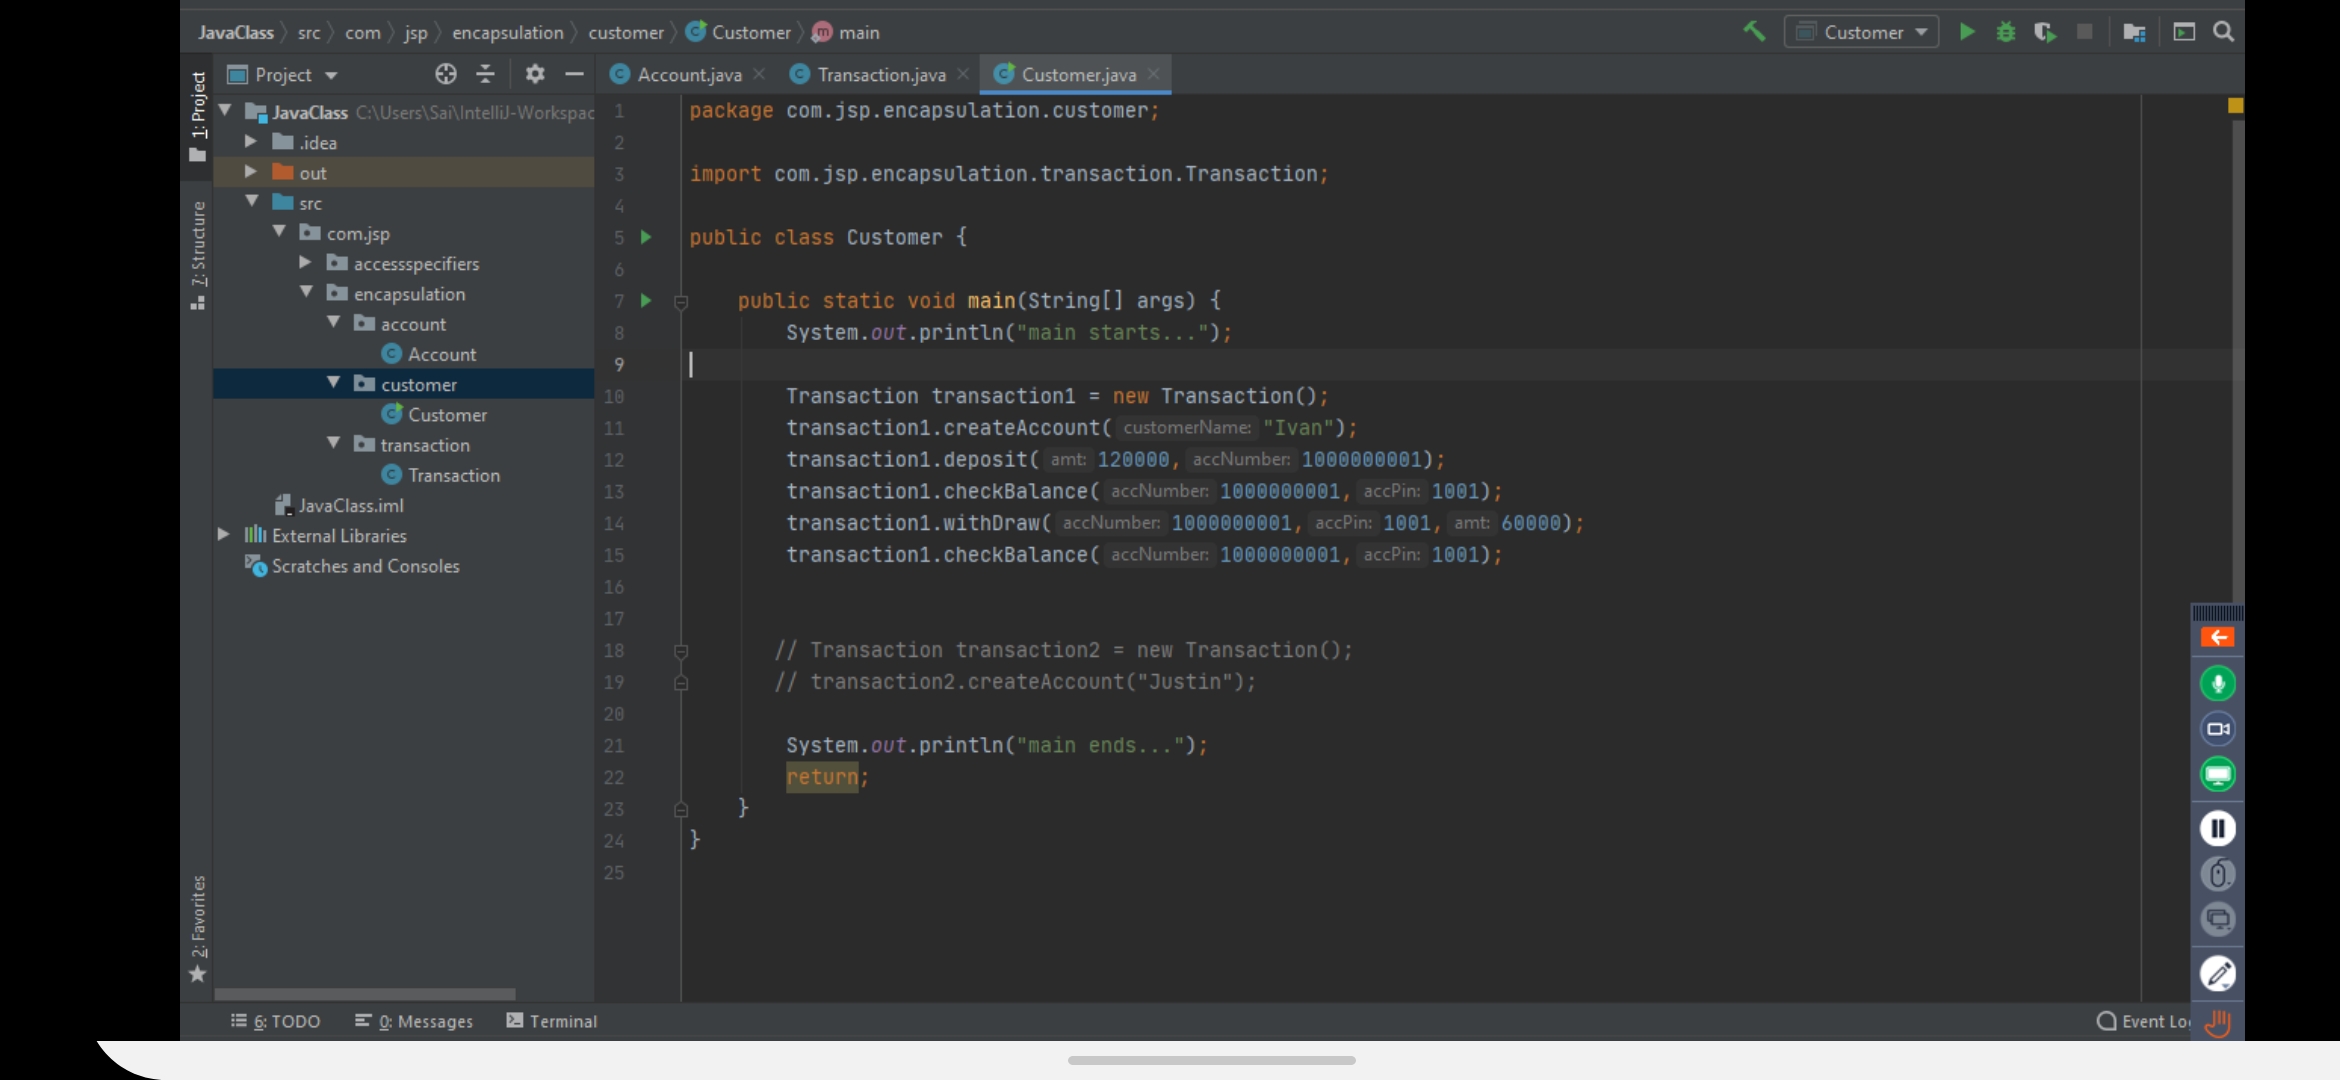 JavaClass 〉 src 〉 com 〉 jsp 〉 encapsulation 〉 customer 〉 Customer 〉 m main
Customer
1: Project
7: Structure
2: Favorites
Project
JavaClass C:\Users\Sai\IntelliJ-Workspac
.idea
out
src
com.jsp
accessspecifiers
encapsulation
account
Account
customer
Customer
transaction
Transaction
JavaClass.iml
External Libraries
Scratches and Consoles
Account.java Transaction.java Customer.java
1 package com.jsp.encapsulation.customer;
2
3 import com.jsp.encapsulation.transaction.Transaction;
4
5 public class Customer {
6
7 public static void main(String[] args) {
8 System.out.println("main starts...");
9
10 Transaction transaction1 = new Transaction();
11 transaction1.createAccount( customerName: "Ivan");
12 transaction1.deposit( amt: 120000, accNumber: 1000000001);
13 transaction1.checkBalance( accNumber: 1000000001, accPin: 1001);
14 transaction1.withDraw( accNumber: 1000000001, accPin: 1001, amt: 60000);
15 transaction1.checkBalance( accNumber: 1000000001, accPin: 1001);
16
17
18 // Transaction transaction2 = new Transaction();
19 // transaction2.createAccount("Justin");
20
21 System.out.println("main ends...");
22 return;
23 }
24 }
25
6: TODO 0: Messages Terminal
Event Lo